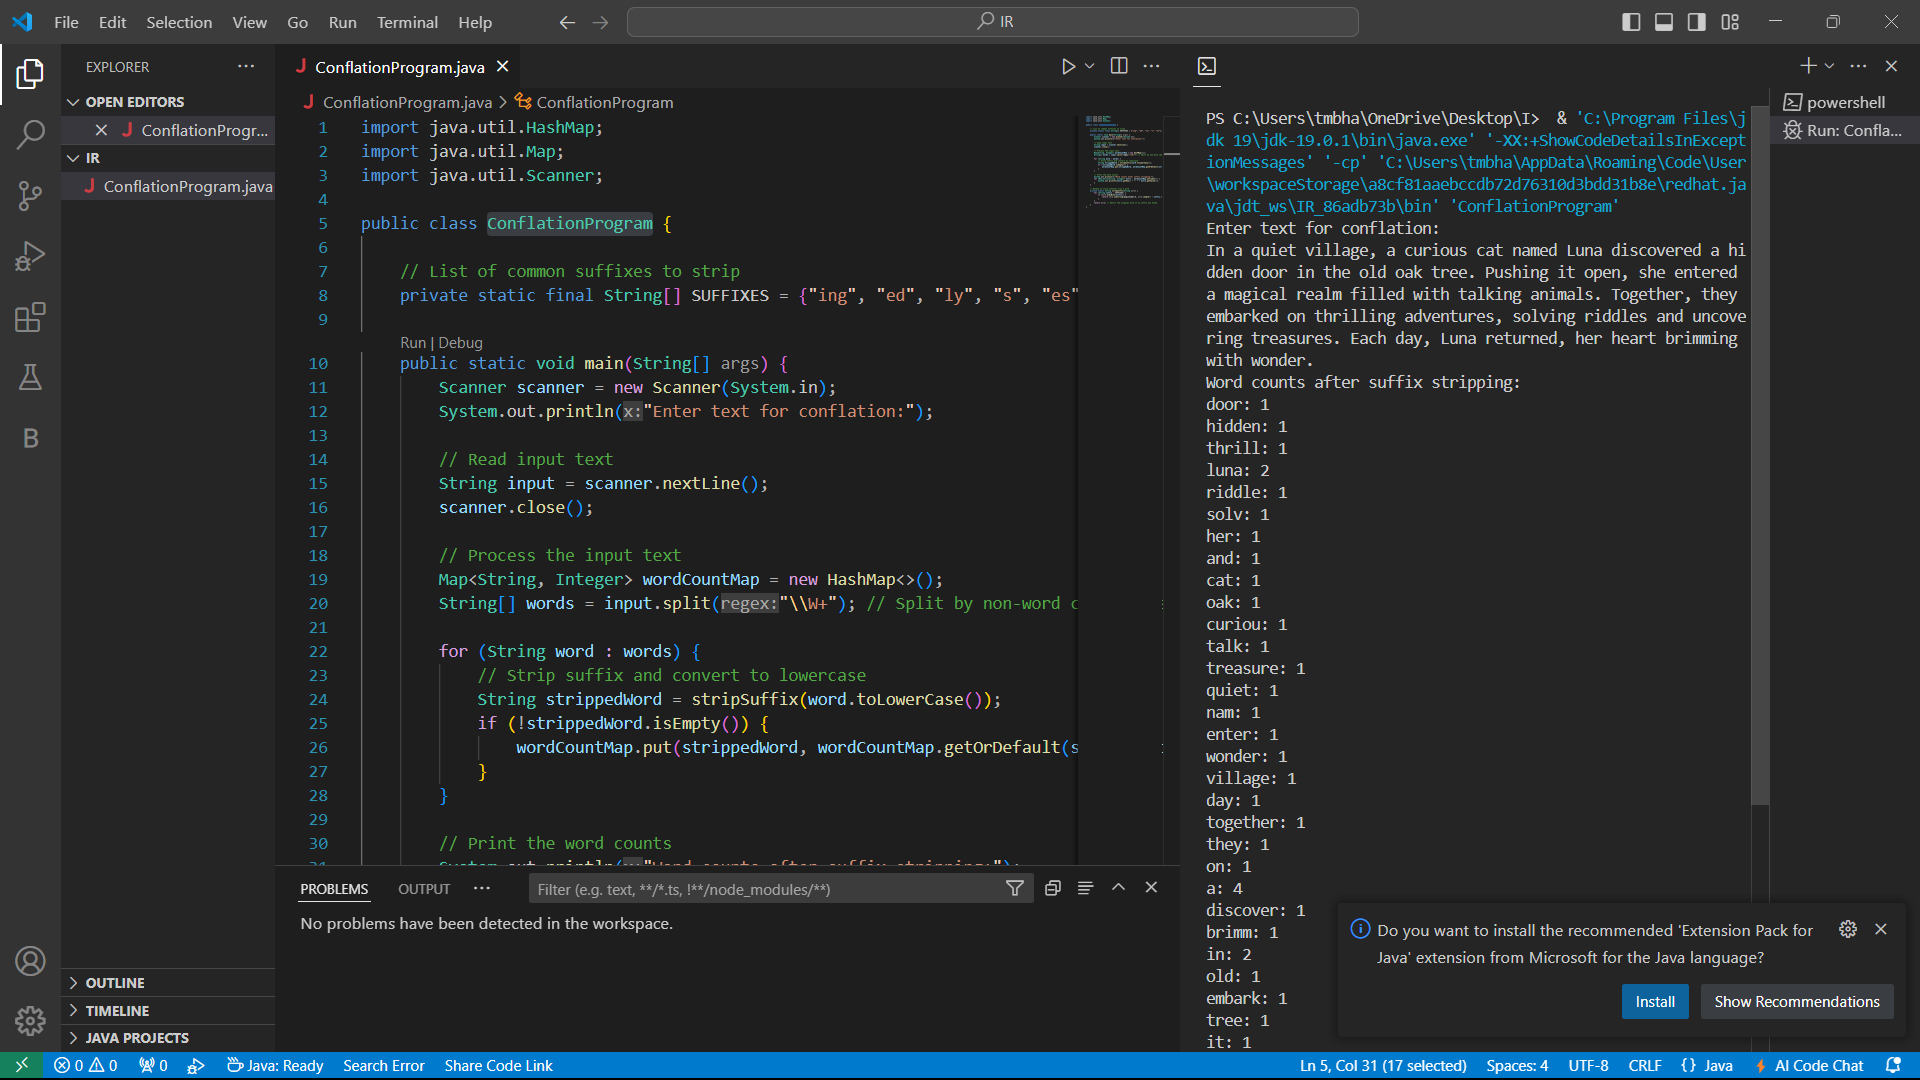 File Edit Selection View Go Run Terminal Help
IR
EXPLORER
OPEN EDITORS
ConflationProgr...
IR
ConflationProgram.java
OUTLINE
TIMELINE
JAVA PROJECTS
ConflationProgram.java
ConflationProgram.java > ConflationProgram
1 import java.util.HashMap;
2 import java.util.Map;
3 import java.util.Scanner;
4
5 public class ConflationProgram {
6
7 // List of common suffixes to strip
8 private static final String[] SUFFIXES = {"ing", "ed", "ly", "s", "es"
9
Run | Debug
10 public static void main(String[] args) {
11 Scanner scanner = new Scanner(System.in);
12 System.out.println(x:"Enter text for conflation:");
13
14 // Read input text
15 String input = scanner.nextLine();
16 scanner.close();
17
18 // Process the input text
19 Map<String, Integer> wordCountMap = new HashMap<>();
20 String[] words = input.split(regex:"\\W+"); // Split by non-word c
21
22 for (String word : words) {
23 // Strip suffix and convert to lowercase
24 String strippedWord = stripSuffix(word.toLowerCase());
25 if (!strippedWord.isEmpty()) {
26 wordCountMap.put(strippedWord, wordCountMap.getOrDefault(s
27 }
28 }
29
30 // Print the word counts
PROBLEMS OUTPUT
Filter (e.g. text, **/*.ts, !**/node_modules/**)
No problems have been detected in the workspace.
PS C:\Users\tmbha\OneDrive\Desktop\I> & 'C:\Program Files\j
dk 19\jdk-19.0.1\bin\java.exe' '-XX:+ShowCodeDetailsInExcept
ionMessages' '-cp' 'C:\Users\tmbha\AppData\Roaming\Code\User
\workspaceStorage\a8cf81aaebccdb72d76310d3bdd31b8e\redhat.ja
va\jdt_ws\IR_86adb73b\bin' 'ConflationProgram'
Enter text for conflation:
In a quiet village, a curious cat named Luna discovered a hi
dden door in the old oak tree. Pushing it open, she entered
a magical realm filled with talking animals. Together, they
embarked on thrilling adventures, solving riddles and uncove
ring treasures. Each day, Luna returned, her heart brimming
with wonder.
Word counts after suffix stripping:
door: 1
hidden: 1
thrill: 1
luna: 2
riddle: 1
solv: 1
her: 1
and: 1
cat: 1
oak: 1
curiou: 1
talk: 1
treasure: 1
quiet: 1
nam: 1
enter: 1
wonder: 1
village: 1
day: 1
together: 1
they: 1
on: 1
a: 4
discover: 1
brimm: 1
in: 2
old: 1
embark: 1
tree: 1
it: 1
powershell
Run: Confla...
Do you want to install the recommended 'Extension Pack for
Java' extension from Microsoft for the Java language?
Install Show Recommendations
0 0 0 Java: Ready Search Error Share Code Link Ln 5, Col 31 (17 selected) Spaces: 4 UTF-8 CRLF {} Java AI Code Chat